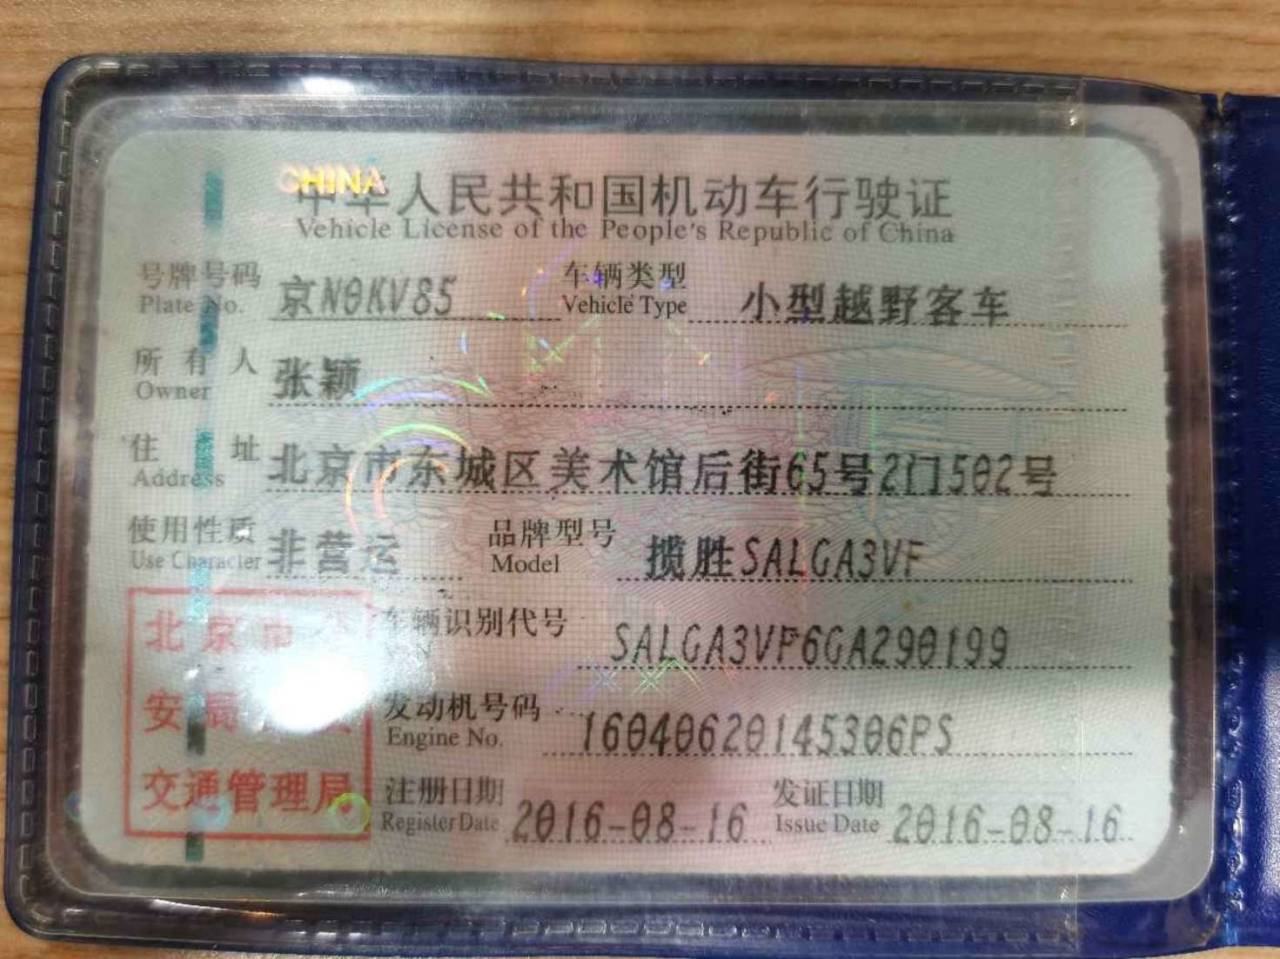 CHINA
中华人民共和国机动车行驶证
Vehicle License of the People's Republic of China
号牌号码 京N0KV85 车辆类型 小型越野客车
Plate No. Vehicle Type
所有人 张颖
Owner
住址 北京市东城区美术馆后街65号2门502号
Address
使用性质 非营运 品牌型号 揽胜SALGA3VF
Use Character Model
车辆识别代号 SALGA3VF6GA290199
发动机号码 16040620145306PS
Engine No.
注册日期 2016-08-16 发证日期 2016-08-16
Register Date Issue Date
北京市
安局
交通管理局